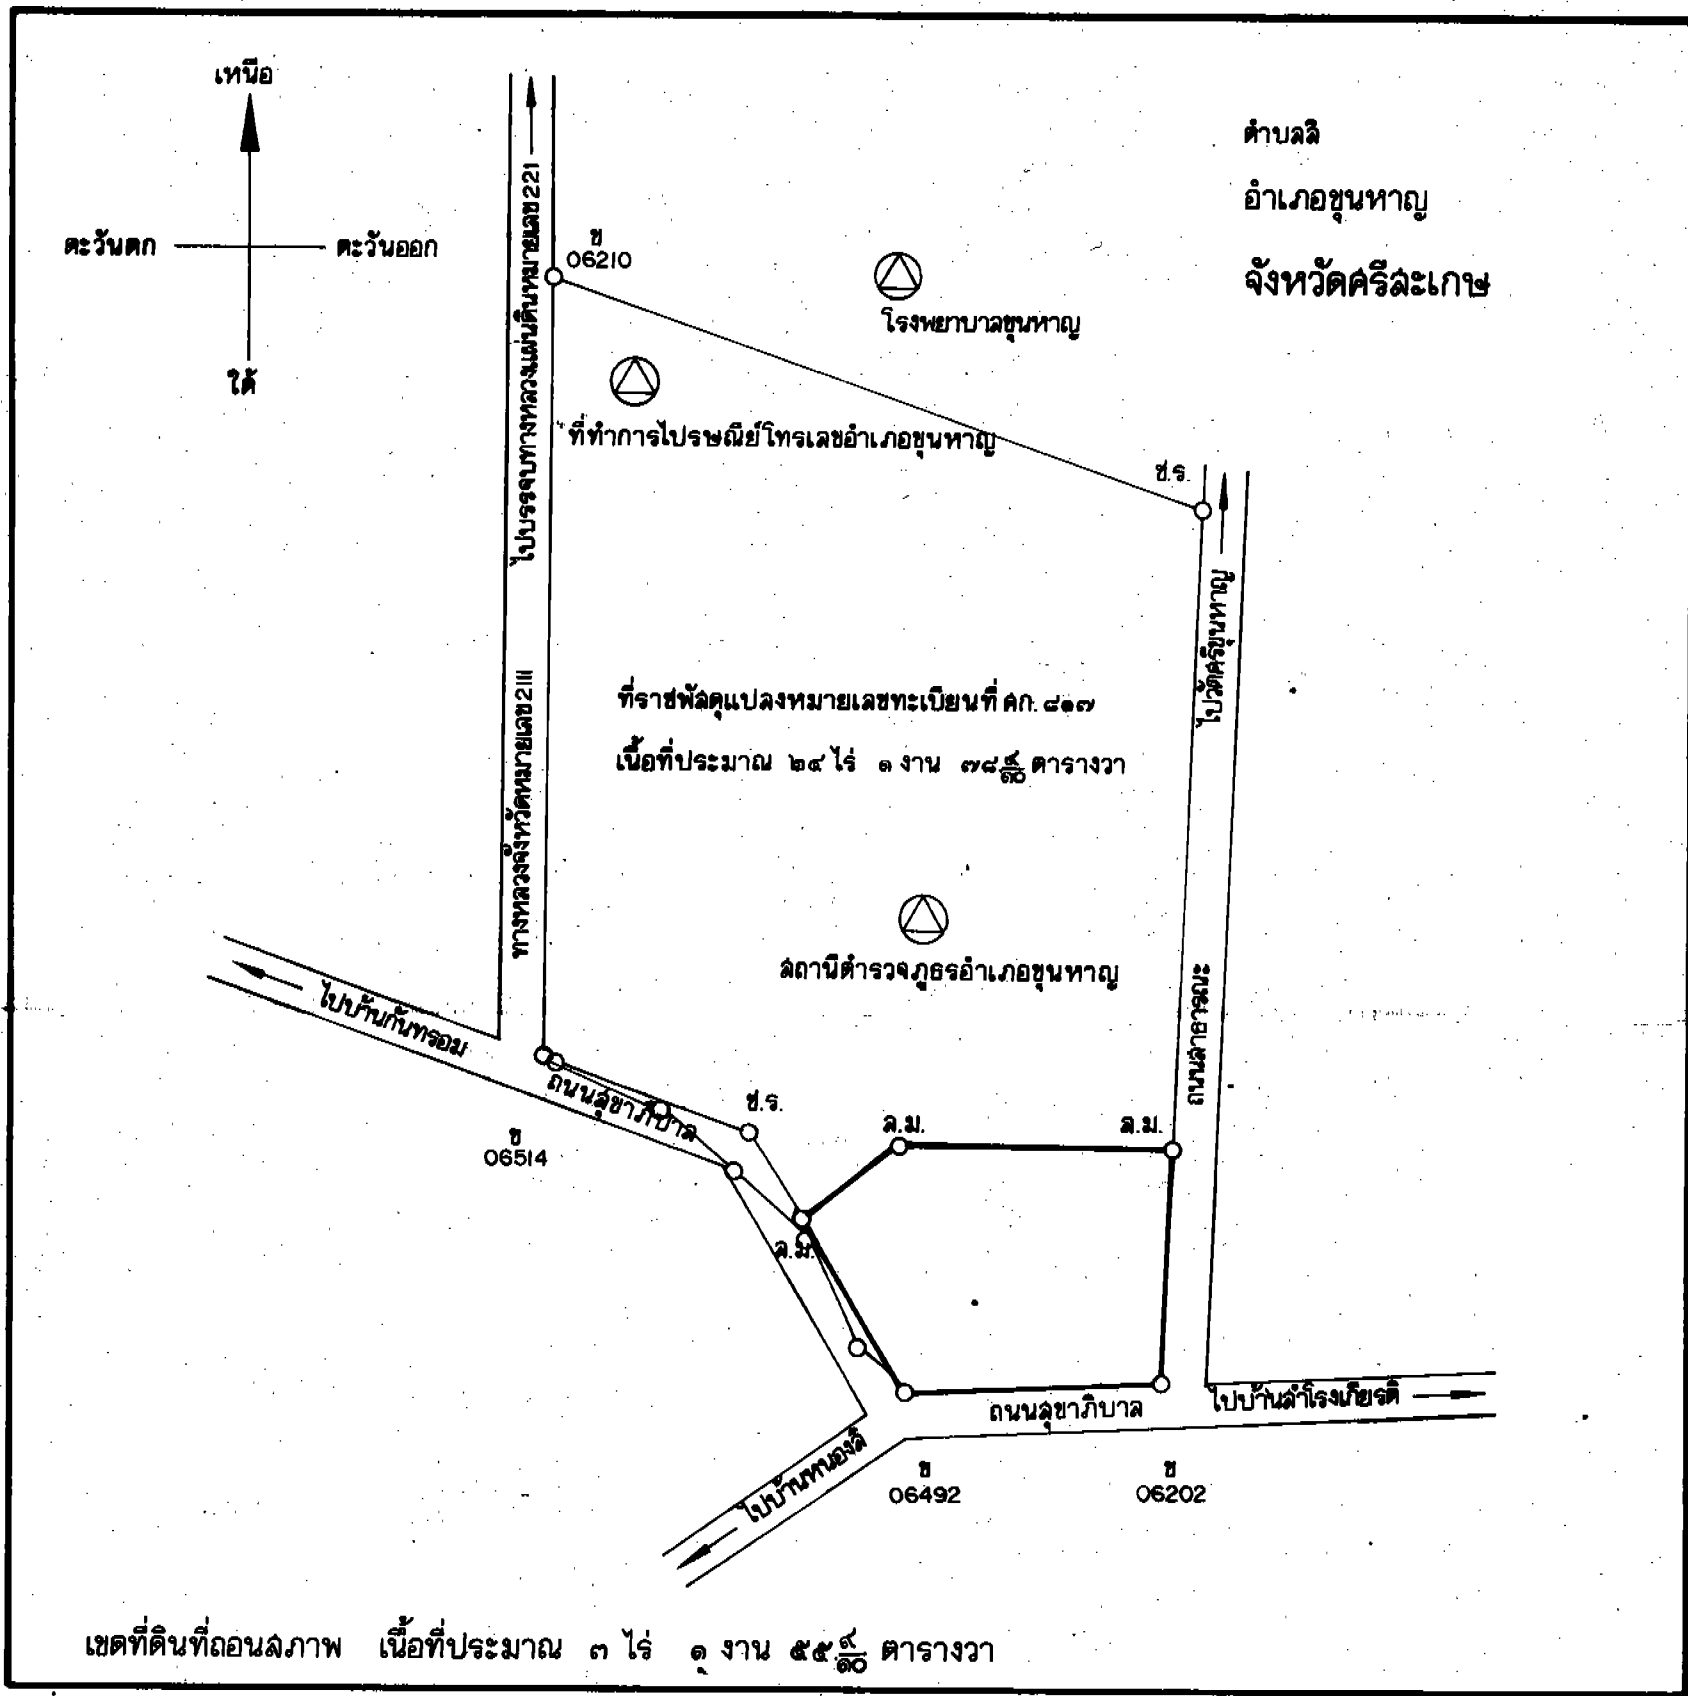 เหนือ
ตะวันตก
ตะวันออก
ใต้
ตำบลสิ
อำเภอขุนหาญ
จังหวัดศรีสะเกษ
ไปบรรจบทางหลวงแผ่นดินหมายเลข221
ข
06210
โรงพยาบาลขุนหาญ
ที่ทำการไปรษณีย์โทรเลขอำเภอขุนหาญ
ช.ร.
ไปวัดศรีขุนหาญ
ที่ราชพัสดุแปลงหมายเลขทะเบียนที่ ศก. ๘๑๗
เนื้อที่ประมาณ ๒๔ ไร่ ๑ งาน ๗๘ ๕/๑๐ ตารางวา
ทางหลวงจังหวัดหมายเลข2111
สถานีตำรวจภูธรอำเภอขุนหาญ
ถนนสาธารณะ
ไปบ้านกันทรอม
ถนนสุขาภิบาล
ช.ร.
ล.ม.
ล.ม.
ข
06514
ล.ม.
ถนนสุขาภิบาล
ไปบ้านสำโรงเกียรติ
ไปบ้านหนองสิ
ข
06492
ข
06202
เขตที่ดินที่ถอนสภาพ เนื้อที่ประมาณ ๓ ไร่ ๑ งาน ๕๕ ๙/๑๐ ตารางวา